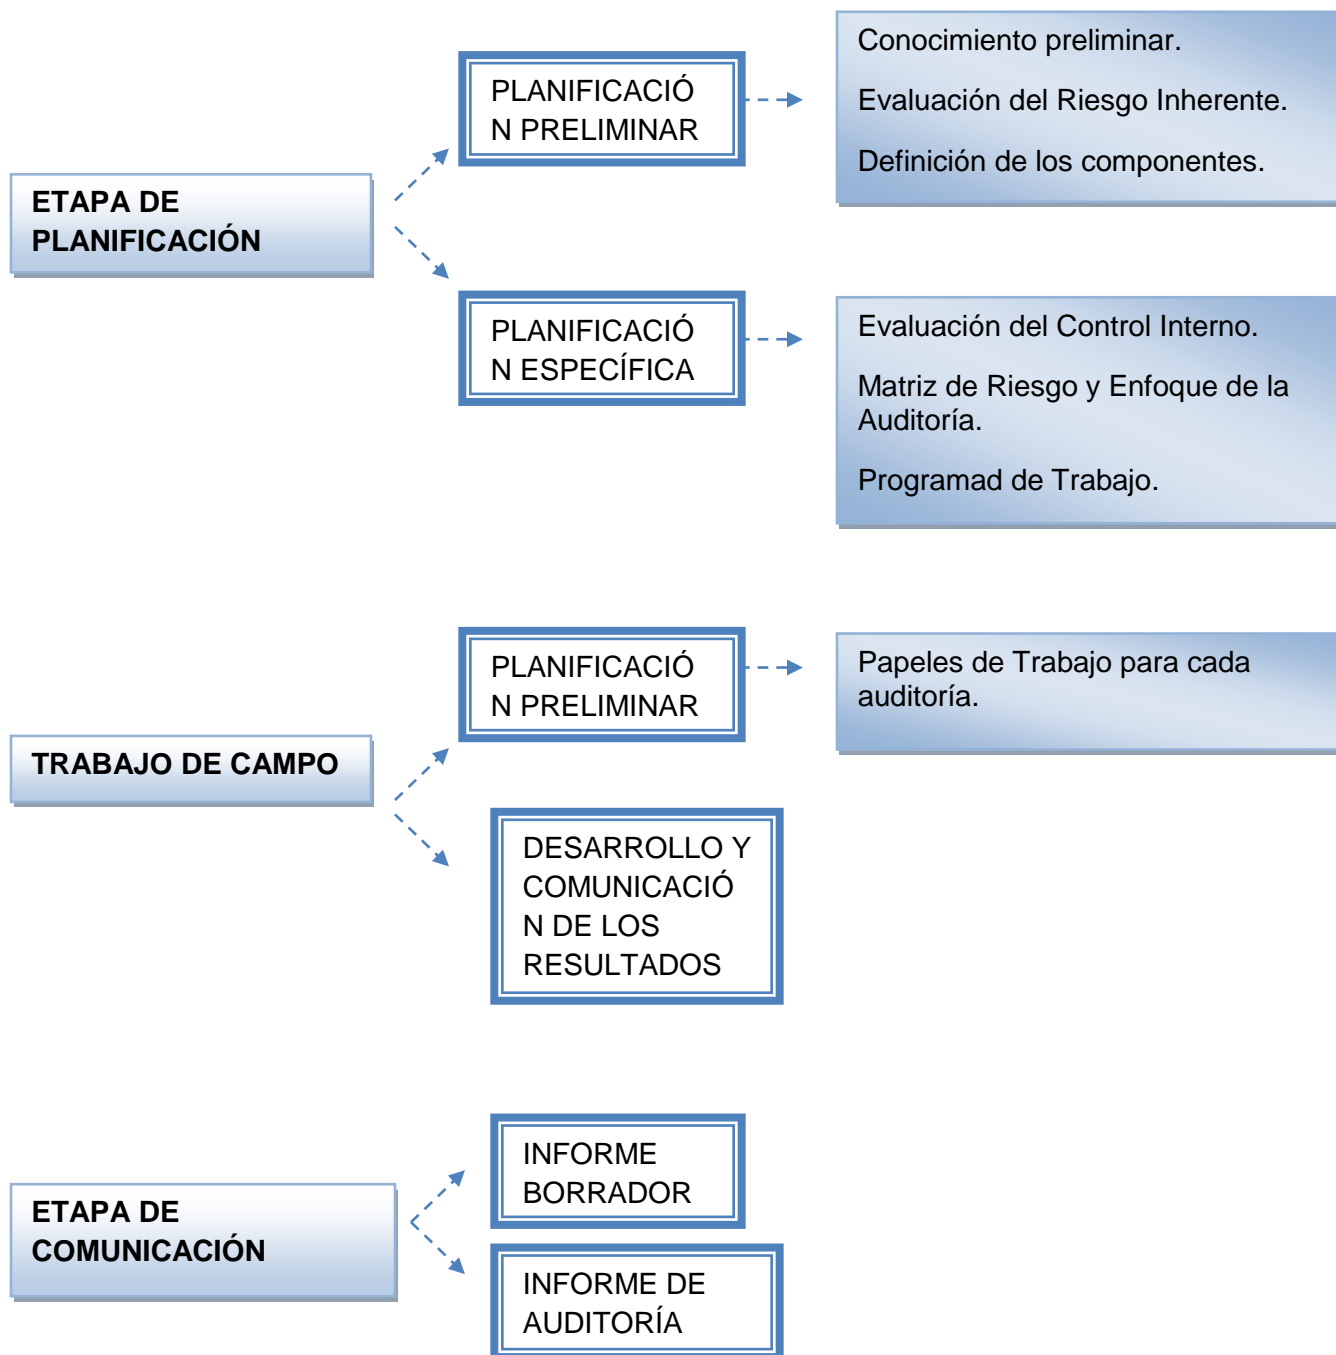 PLANIFICACIÓ
N PRELIMINAR
Conocimiento preliminar.
Evaluación del Riesgo Inherente.
Definición de los componentes.
ETAPA DE
PLANIFICACIÓN
PLANIFICACIÓ
N ESPECÍFICA
Evaluación del Control Interno.
Matriz de Riesgo y Enfoque de la
Auditoría.
Programad de Trabajo.
PLANIFICACIÓ
N PRELIMINAR
Papeles de Trabajo para cada
auditoría.
TRABAJO DE CAMPO
DESARROLLO Y
COMUNICACIÓ
N DE LOS
RESULTADOS
INFORME
BORRADOR
ETAPA DE
COMUNICACIÓN
INFORME DE
AUDITORÍA